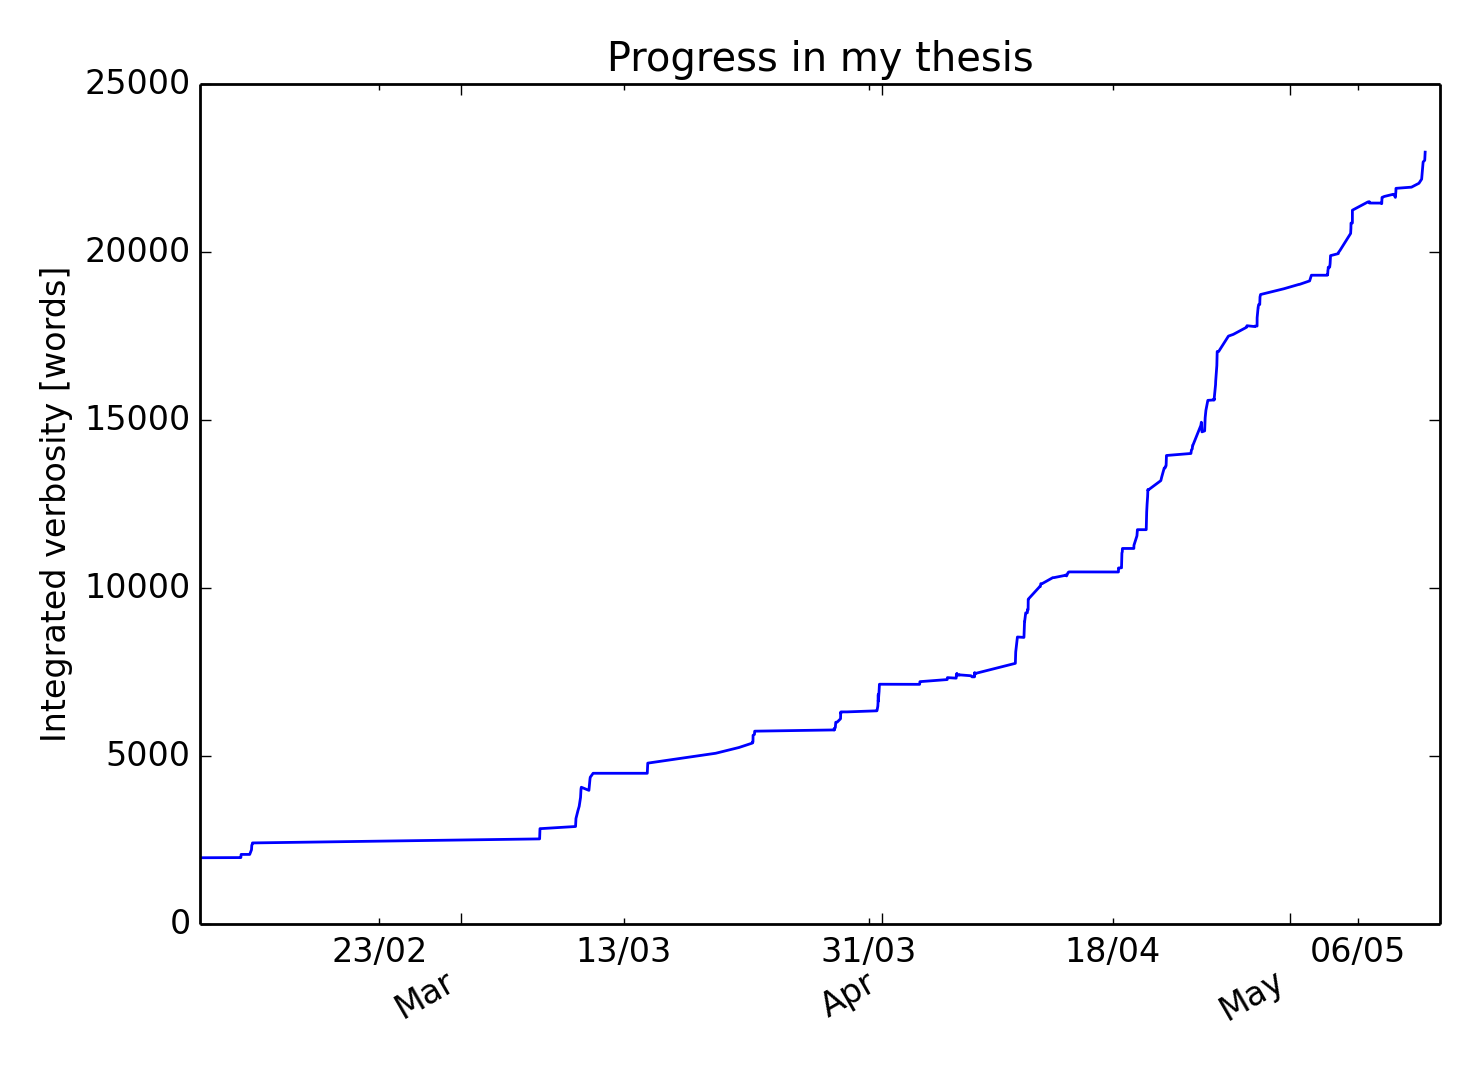 Progress in my thesis
Integrated verbosity [words]
25000
20000
15000
10000
5000
0
23/02
13/03
31/03
18/04
06/05
Mar
Apr
May